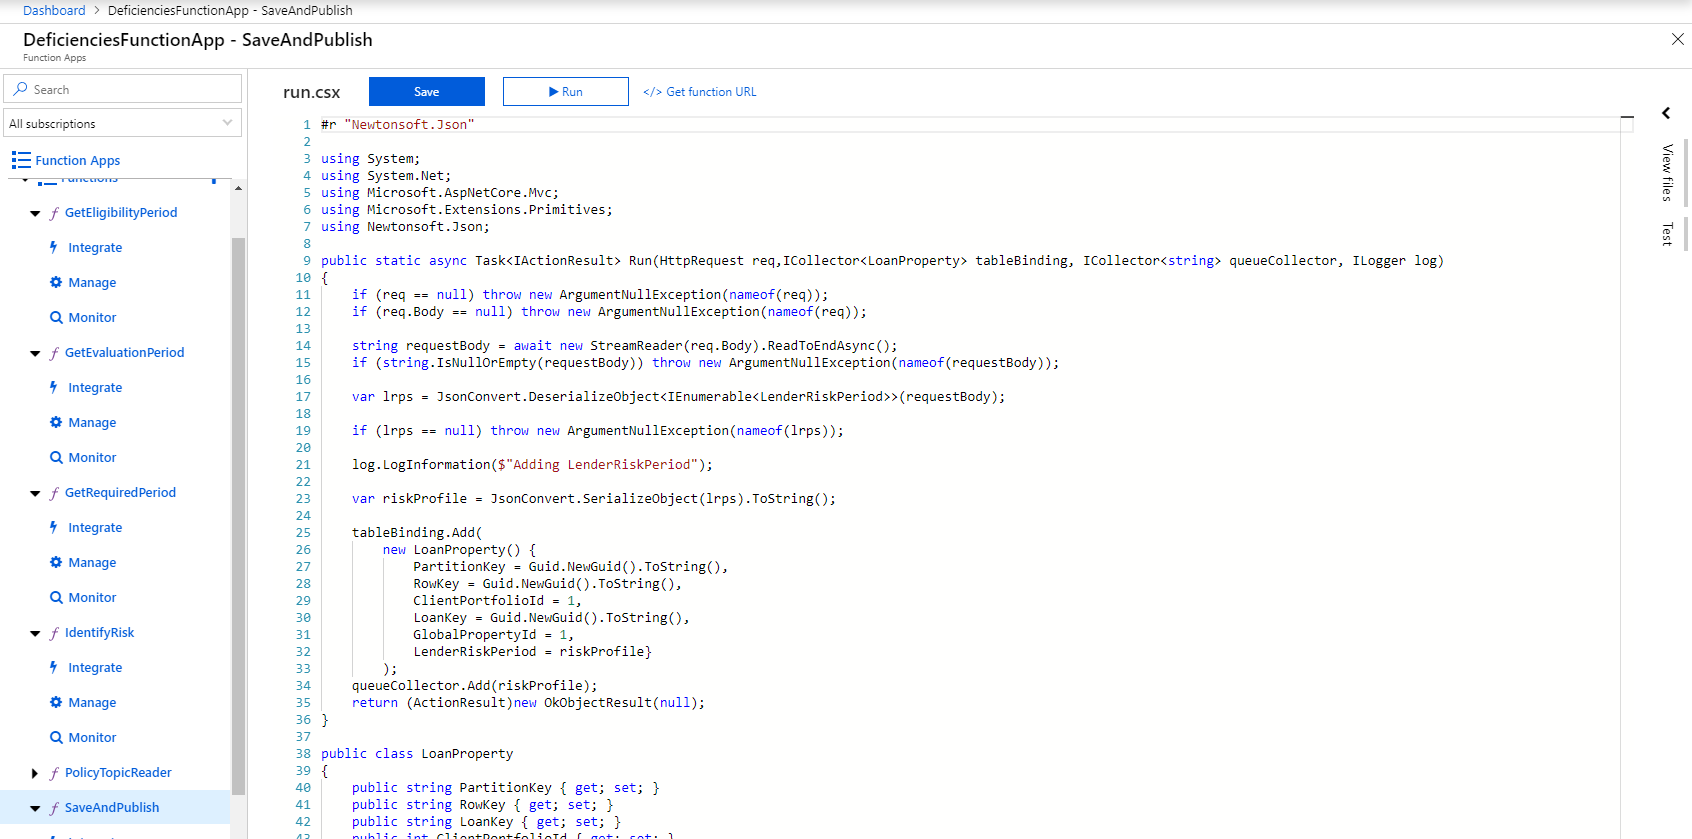 Dashboard > DeficienciesFunctionApp - SaveAndPublish
DeficienciesFunctionApp - SaveAndPublish
Function Apps
Search
All subscriptions
Function Apps
Functions
GetEligibilityPeriod
Integrate
Manage
Monitor
GetEvaluationPeriod
Integrate
Manage
Monitor
GetRequiredPeriod
Integrate
Manage
Monitor
IdentifyRisk
Integrate
Manage
Monitor
PolicyTopicReader
SaveAndPublish
run.csx
Save
Run
</> Get function URL
1 #r "Newtonsoft.Json"
2
3 using System;
4 using System.Net;
5 using Microsoft.AspNetCore.Mvc;
6 using Microsoft.Extensions.Primitives;
7 using Newtonsoft.Json;
8
9 public static async Task<IActionResult> Run(HttpRequest req,ICollector<LoanProperty> tableBinding, ICollector<string> queueCollector, ILogger log)
10 {
11     if (req == null) throw new ArgumentNullException(nameof(req));
12     if (req.Body == null) throw new ArgumentNullException(nameof(req));
13
14     string requestBody = await new StreamReader(req.Body).ReadToEndAsync();
15     if (string.IsNullOrEmpty(requestBody)) throw new ArgumentNullException(nameof(requestBody));
16
17     var lrps = JsonConvert.DeserializeObject<IEnumerable<LenderRiskPeriod>>(requestBody);
18
19     if (lrps == null) throw new ArgumentNullException(nameof(lrps));
20
21     log.LogInformation($"Adding LenderRiskPeriod");
22
23     var riskProfile = JsonConvert.SerializeObject(lrps).ToString();
24
25     tableBinding.Add(
26         new LoanProperty() {
27             PartitionKey = Guid.NewGuid().ToString(),
28             RowKey = Guid.NewGuid().ToString(),
29             ClientPortfolioId = 1,
30             LoanKey = Guid.NewGuid().ToString(),
31             GlobalPropertyId = 1,
32             LenderRiskPeriod = riskProfile}
33         );
34     queueCollector.Add(riskProfile);
35     return (ActionResult)new OkObjectResult(null);
36 }
37
38 public class LoanProperty
39 {
40     public string PartitionKey { get; set; }
41     public string RowKey { get; set; }
42     public string LoanKey { get; set; }
43     public int ClientPortfolioId { get; set; }
View files
Test